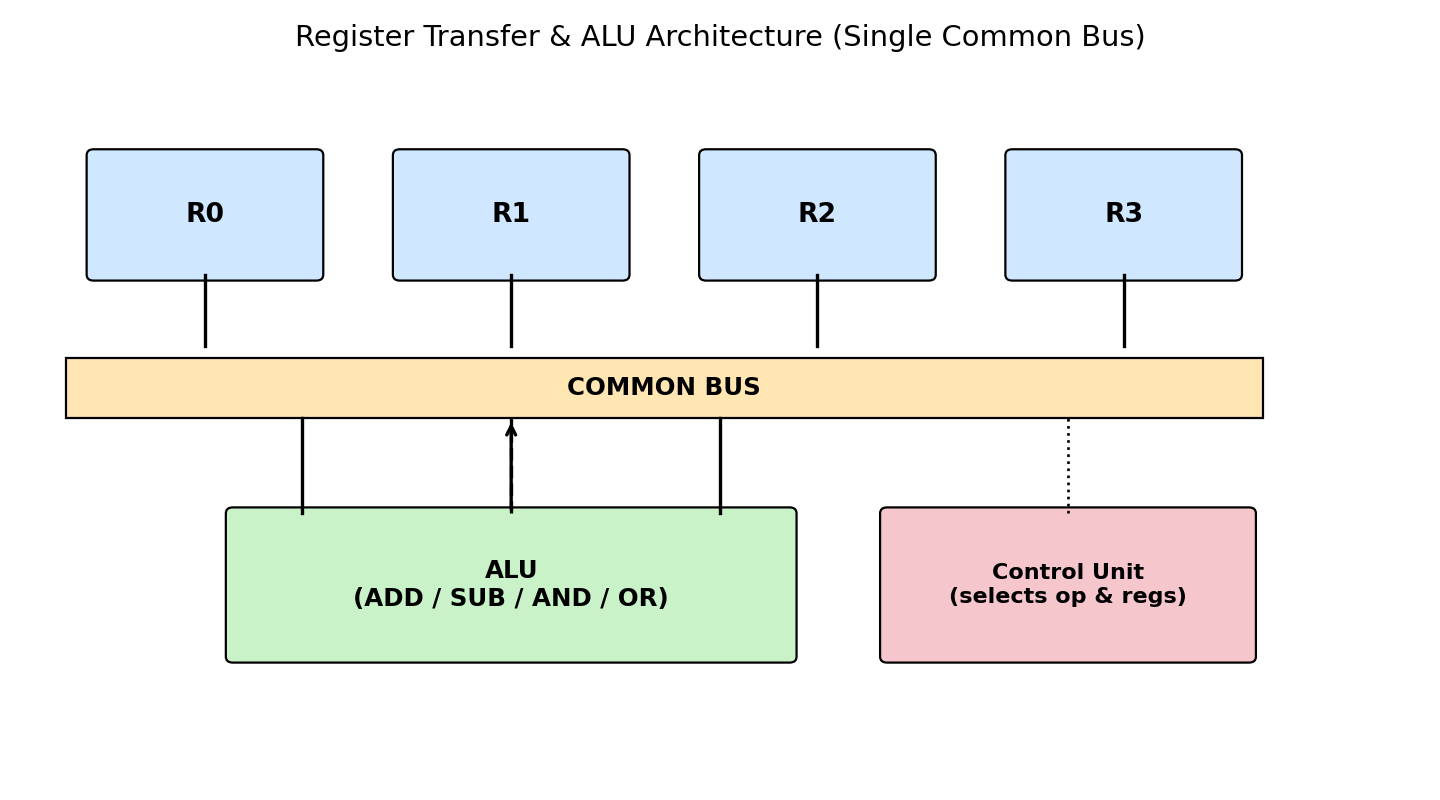 Register Transfer & ALU Architecture (Single Common Bus)
R0
R1
R2
R3
COMMON BUS
ALU
(ADD / SUB / AND / OR)
Control Unit
(selects op & regs)